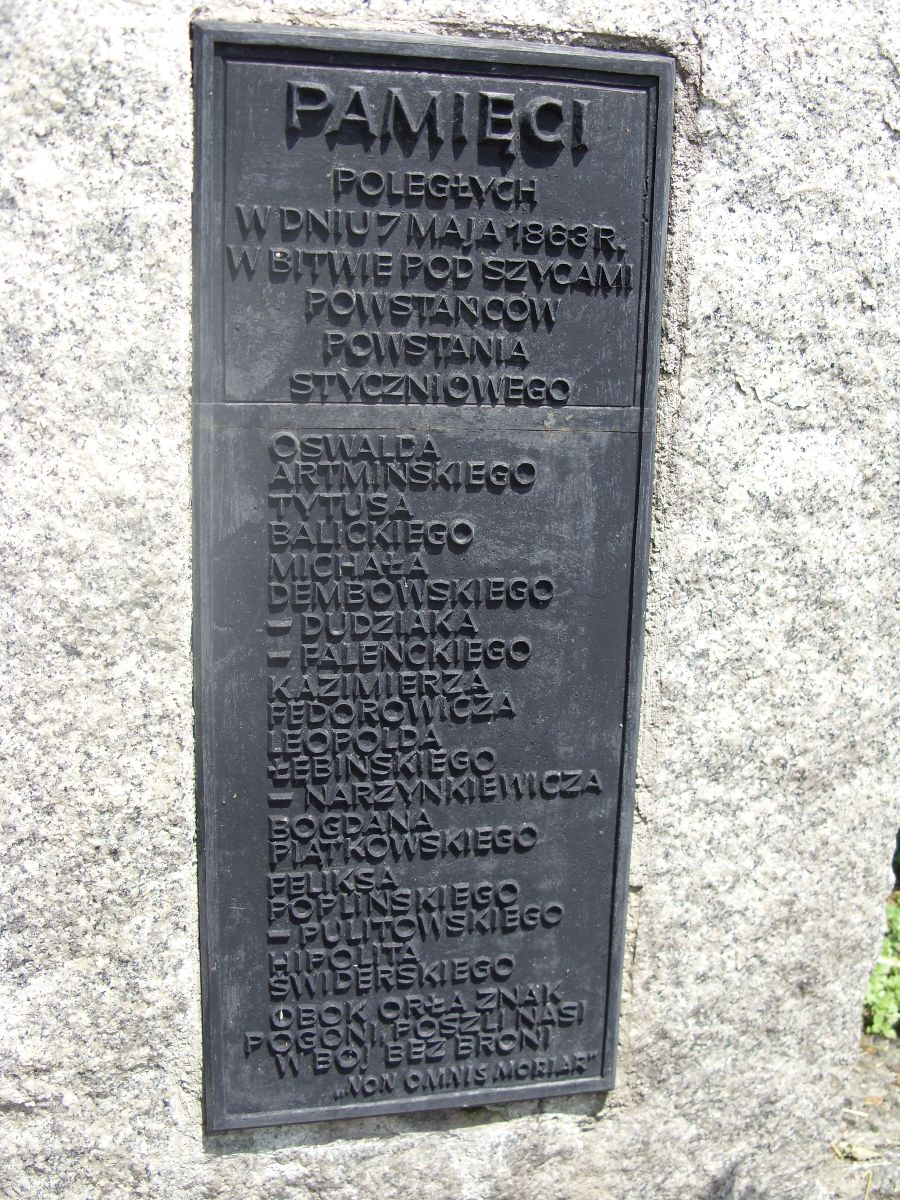 PAMIĘCI
POLEGŁYCH
W DNIU 7 MAJA 1863 R.
W BITWIE POD SZYCAMI
POWSTAŃCÓW
POWSTANIA
STYCZNIOWEGO
OSWALDA
ARTMIŃSKIEGO
TYTUSA
BALICKIEGO
MICHAŁA
DEMBOWSKIEGO
– DUDZIAKA
– FALENCKIEGO
KAZIMIERZA
FEDOROWICZA
LEOPOLDA
ŁEBIŃSKIEGO
– NARZYNKIEWICZA
BOGDANA
PIĄTKOWSKIEGO
FELIKSA
POPLIŃSKIEGO
– PULITOWSKIEGO
HIPOLITA
ŚWIDERSKIEGO
OBOK ORŁA ZNAK
POGONI, POSZLI NASI
W BÓJ BEZ BRONI
„NON OMNIS MORIAR"